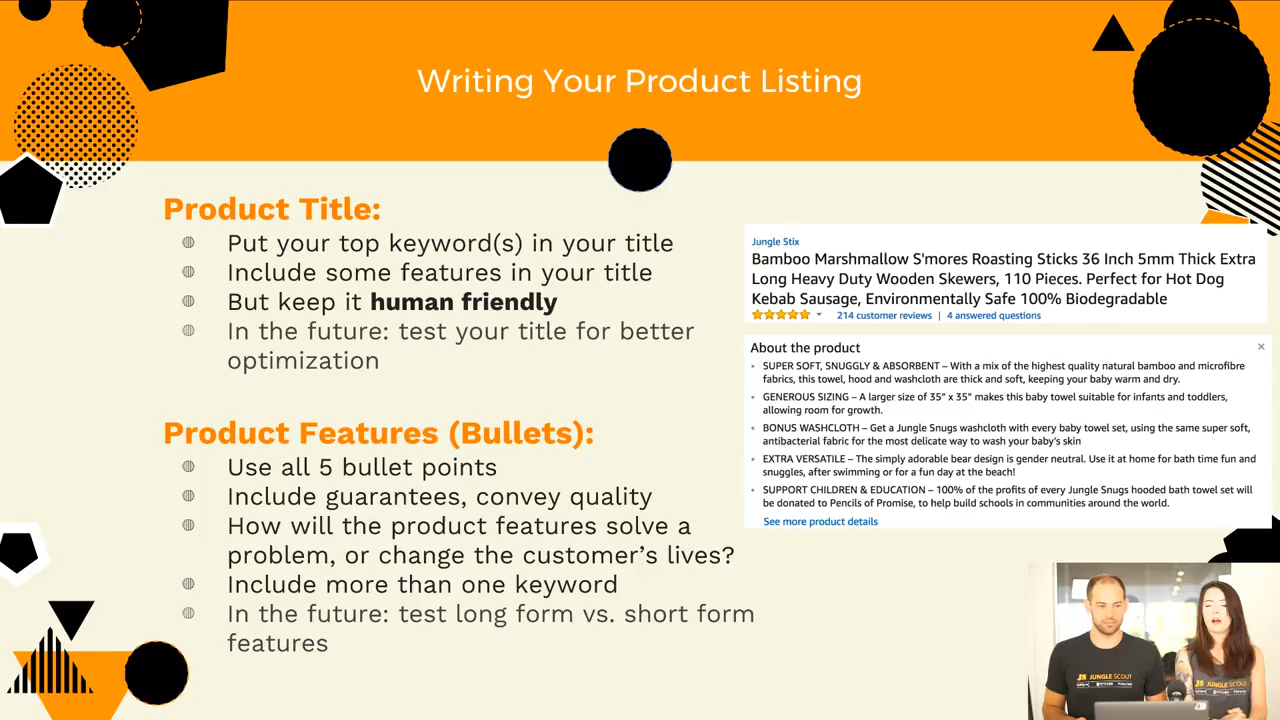 Writing Your Product Listing
Product Title:
Put your top keyword(s) in your title
Include some features in your title
But keep it human friendly
In the future: test your title for better
optimization
Product Features (Bullets):
Use all 5 bullet points
Include guarantees, convey quality
How will the product features solve a
problem, or change the customer's lives?
Include more than one keyword
In the future: test long form vs. short form
features
Jungle Stix
Bamboo Marshmallow S'mores Roasting Sticks 36 Inch 5mm Thick Extra
Long Heavy Duty Wooden Skewers, 110 Pieces. Perfect for Hot Dog
Kebab Sausage, Environmentally Safe 100% Biodegradable
214 customer reviews | 4 answered questions
About the product
SUPER SOFT, SNUGGLY & ABSORBENT – With a mix of the highest quality natural bamboo and microfibre
fabrics, this towel, hood and washcloth are thick and soft, keeping your baby warm and dry.
GENEROUS SIZING – A larger size of 35” x 35” makes this baby towel suitable for infants and toddlers,
allowing room for growth.
BONUS WASHCLOTH – Get a Jungle Snugs washcloth with every baby towel set, using the same super soft,
antibacterial fabric for the most delicate way to wash your baby's skin
EXTRA VERSATILE – The simply adorable bear design is gender neutral. Use it at home for bath time fun and
snuggles, after swimming or for a fun day at the beach!
SUPPORT CHILDREN & EDUCATION – 100% of the profits of every Jungle Snugs hooded bath towel set will
be donated to Pencils of Promise, to help build schools in communities around the world.
See more product details
JS JUNGLE SCOUT
JUNGLE SCOUT